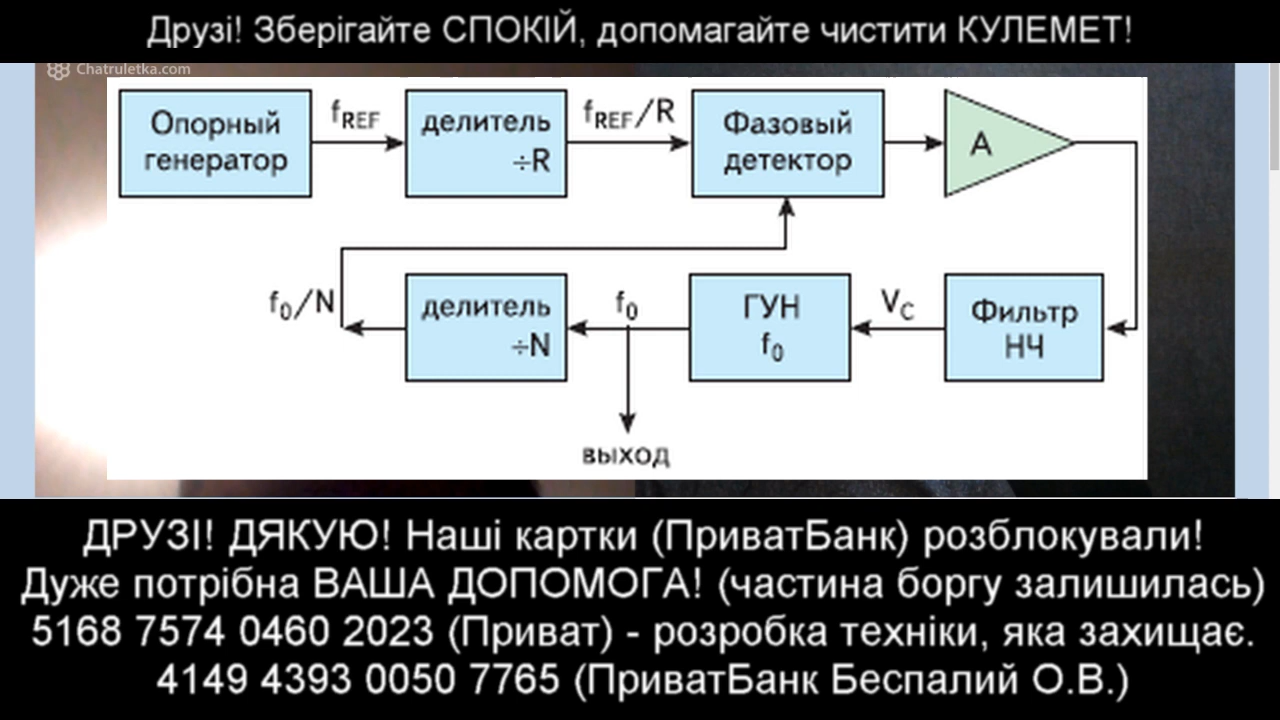 Друзі! Зберігайте СПОКІЙ, допомагайте чистити КУЛЕМЕТ!
Chatruletka.com
Опорный
генератор
fREF
делитель
÷R
fREF/R
Фазовый
детектор
A
f0/N
делитель
÷N
f0
ГУН
f0
VC
Фильтр
НЧ
выход
ДРУЗІ! ДЯКУЮ! Наші картки (ПриватБанк) розблокували!
Дуже потрібна ВАША ДОПОМОГА! (частина боргу залишилась)
5168 7574 0460 2023 (Приват) - розробка техніки, яка захищає.
4149 4393 0050 7765 (ПриватБанк Беспалий О.В.)